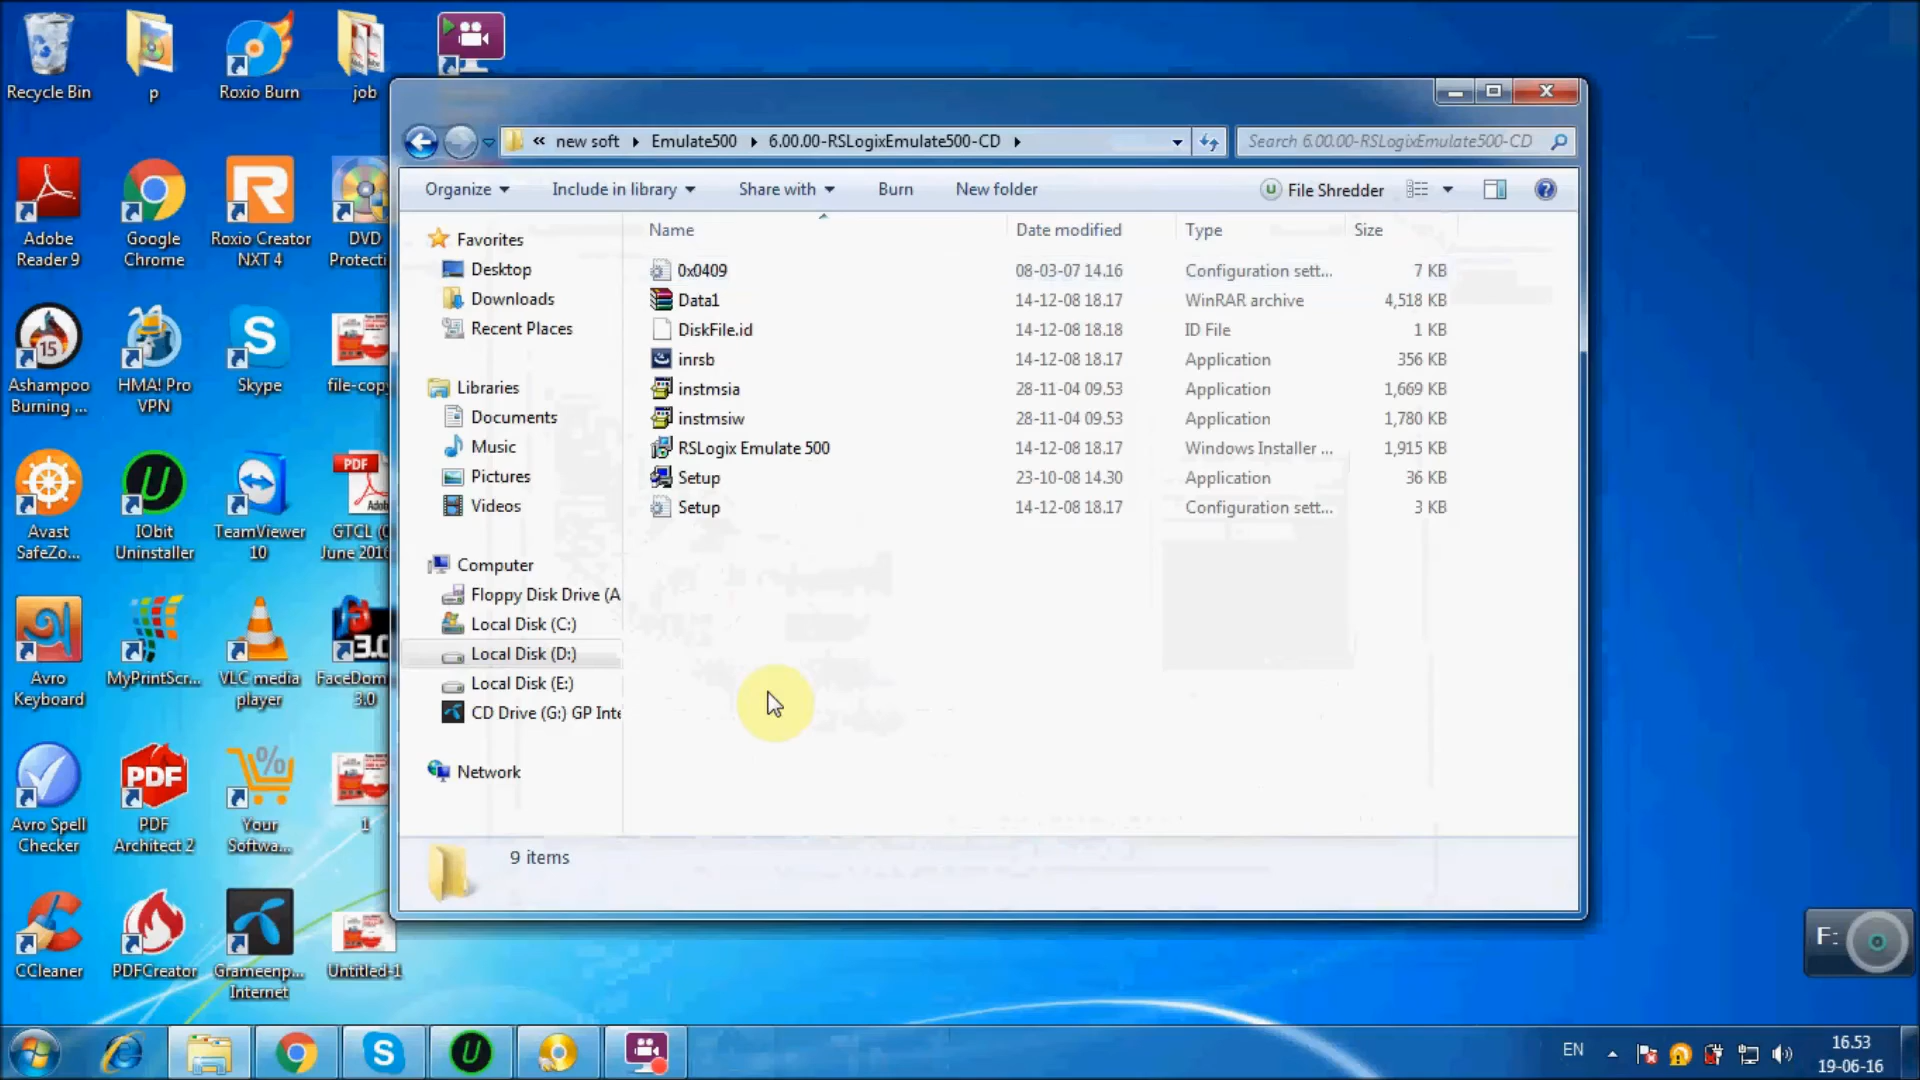 Recycle Bin
p
Roxio Burn
job
Adobe
Reader 9
Google
Chrome
Roxio Creator
NXT 4
DVD
Protecti
Ashampoo
Burning ...
HMA! Pro
VPN
Skype
file-copy
Avast
SafeZo...
IObit
Uninstaller
TeamViewer
10
GTCL (
June 2016
Avro
Keyboard
MyPrintScr...
VLC media
player
FaceDom
3.0
Avro Spell
Checker
PDF
Architect 2
Your
Softwa...
1
CCleaner
PDFCreator
Grameenp...
Internet
Untitled-1
« new soft Emulate500 6.00.00-RSLogixEmulate500-CD
Search 6.00.00-RSLogixEmulate500-CD
Organize Include in library Share with Burn New folder File Shredder
Favorites
Desktop
Downloads
Recent Places
Libraries
Documents
Music
Pictures
Videos
Computer
Floppy Disk Drive (A
Local Disk (C:)
Local Disk (D:)
Local Disk (E:)
CD Drive (G:) GP Inte
Network
Name Date modified Type Size
0x0409 08-03-07 14.16 Configuration sett... 7 KB
Data1 14-12-08 18.17 WinRAR archive 4,518 KB
DiskFile.id 14-12-08 18.18 ID File 1 KB
inrsb 14-12-08 18.17 Application 356 KB
instmsia 28-11-04 09.53 Application 1,669 KB
instmsiw 28-11-04 09.53 Application 1,780 KB
RSLogix Emulate 500 14-12-08 18.17 Windows Installer ... 1,915 KB
Setup 23-10-08 14.30 Application 36 KB
Setup 14-12-08 18.17 Configuration sett... 3 KB
9 items
F:
EN
16.53
19-06-16